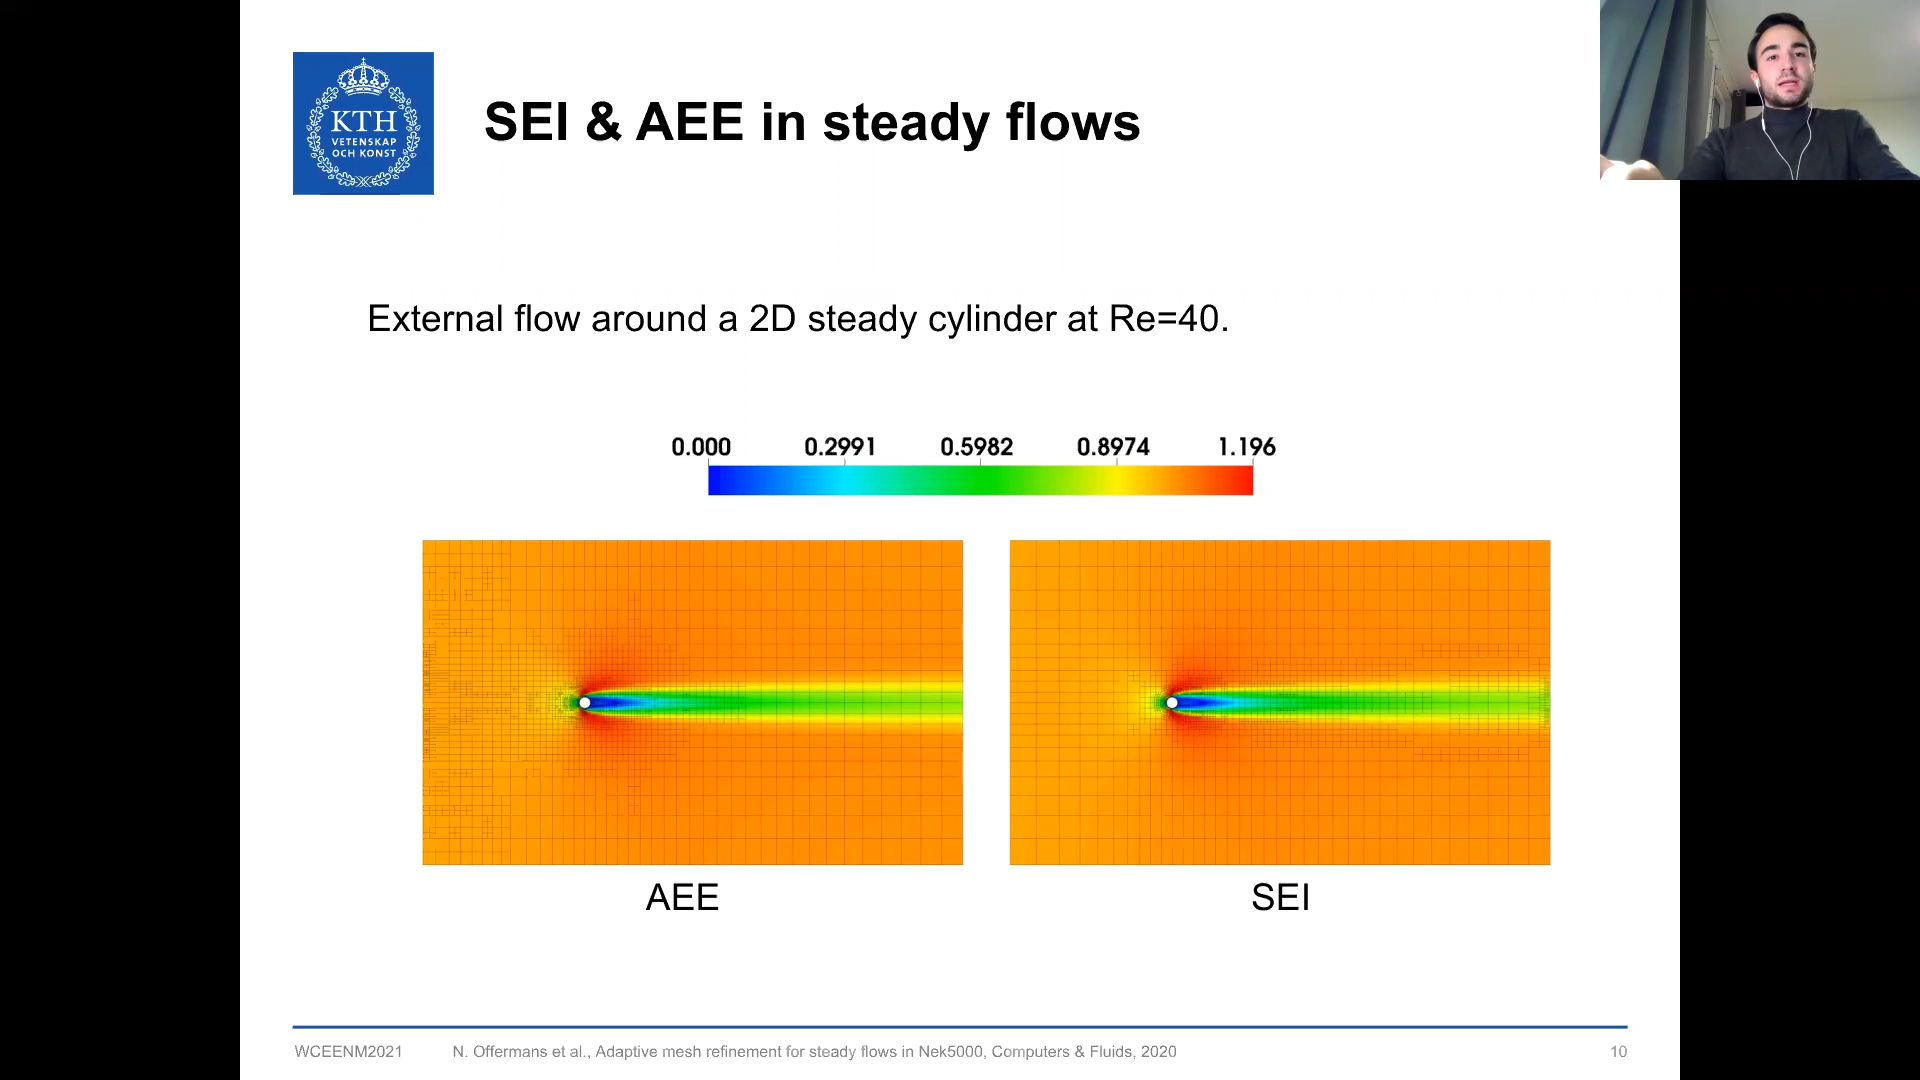 KTH
VETENSKAP
OCH KONST
SEI & AEE in steady flows
External flow around a 2D steady cylinder at Re=40.
0.000 0.2991 0.5982 0.8974 1.196
AEE
SEI
WCEENM2021
N. Offermans et al., Adaptive mesh refinement for steady flows in Nek5000, Computers & Fluids, 2020
10